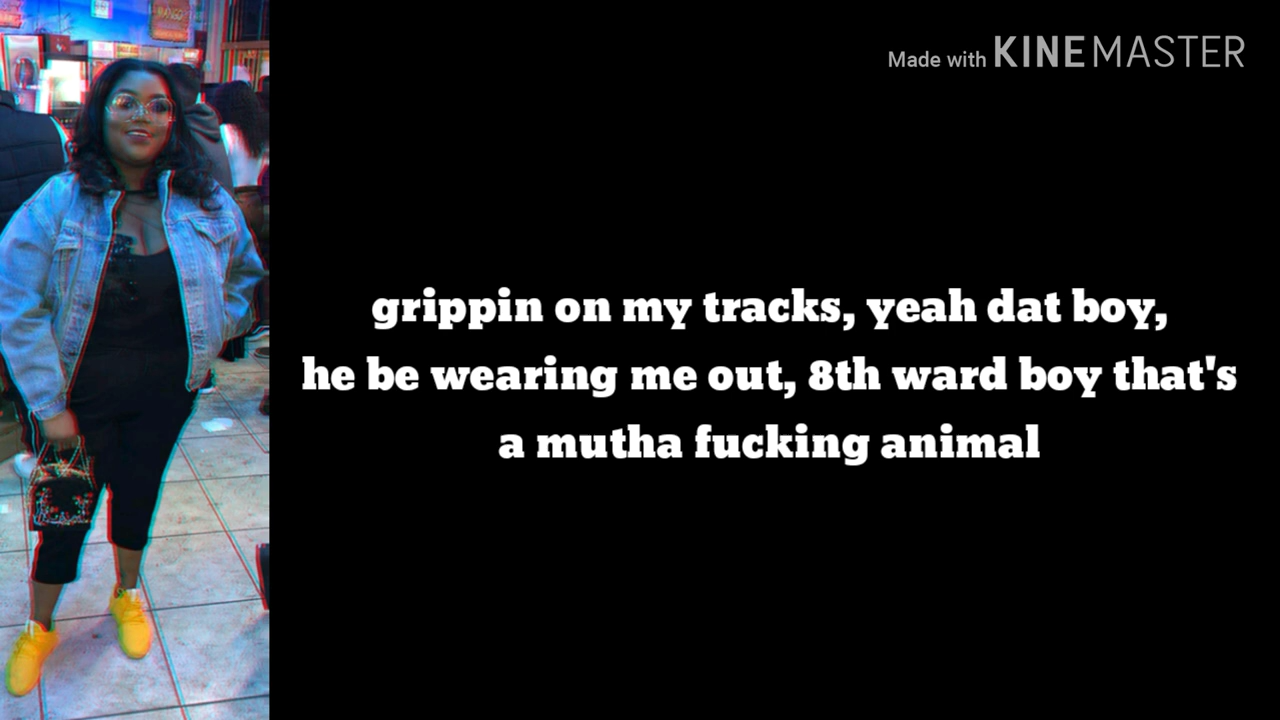 MANGO
Made with KINEMASTER
grippin on my tracks, yeah dat boy,
he be wearing me out, 8th ward boy that's
a mutha fucking animal